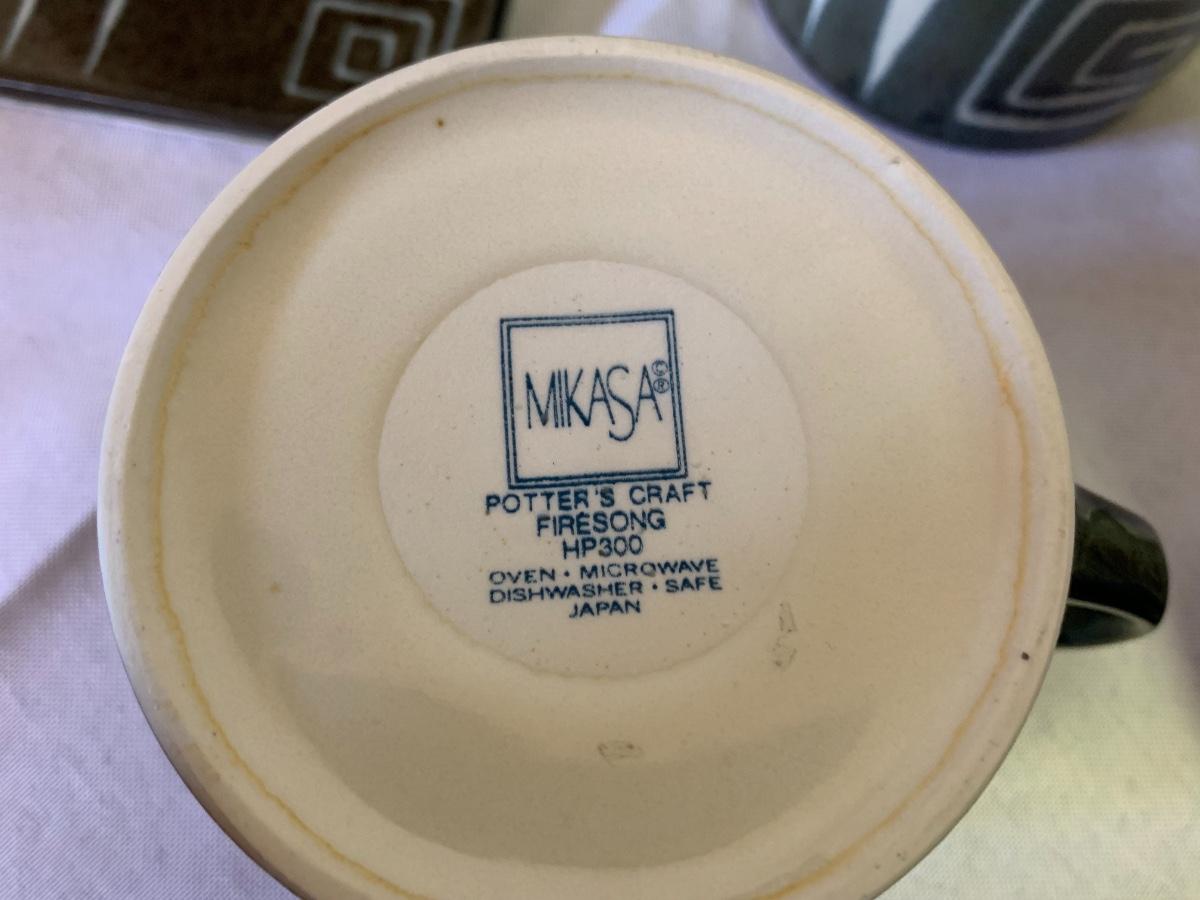 MIKASA©®
POTTER'S CRAFT
FIRESONG
HP300
OVEN • MICROWAVE
DISHWASHER • SAFE
JAPAN